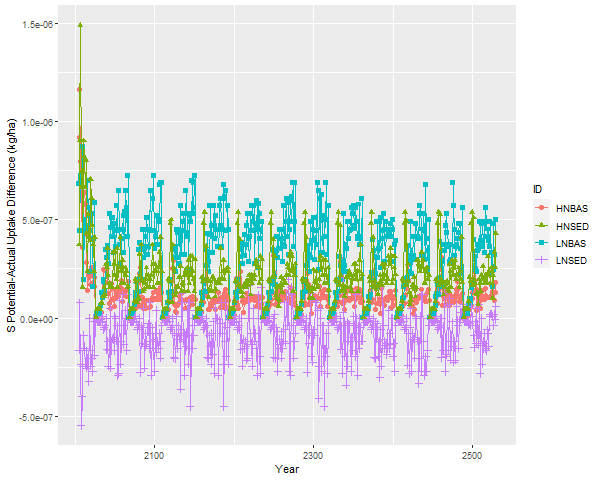 S Potential-Actual Uptake Difference (kg/ha)
1.5e-06
1.0e-06
5.0e-07
0.0e+00
-5.0e-07
2100
2300
2500
Year
ID
HNBAS
HNSED
LNBAS
LNSED